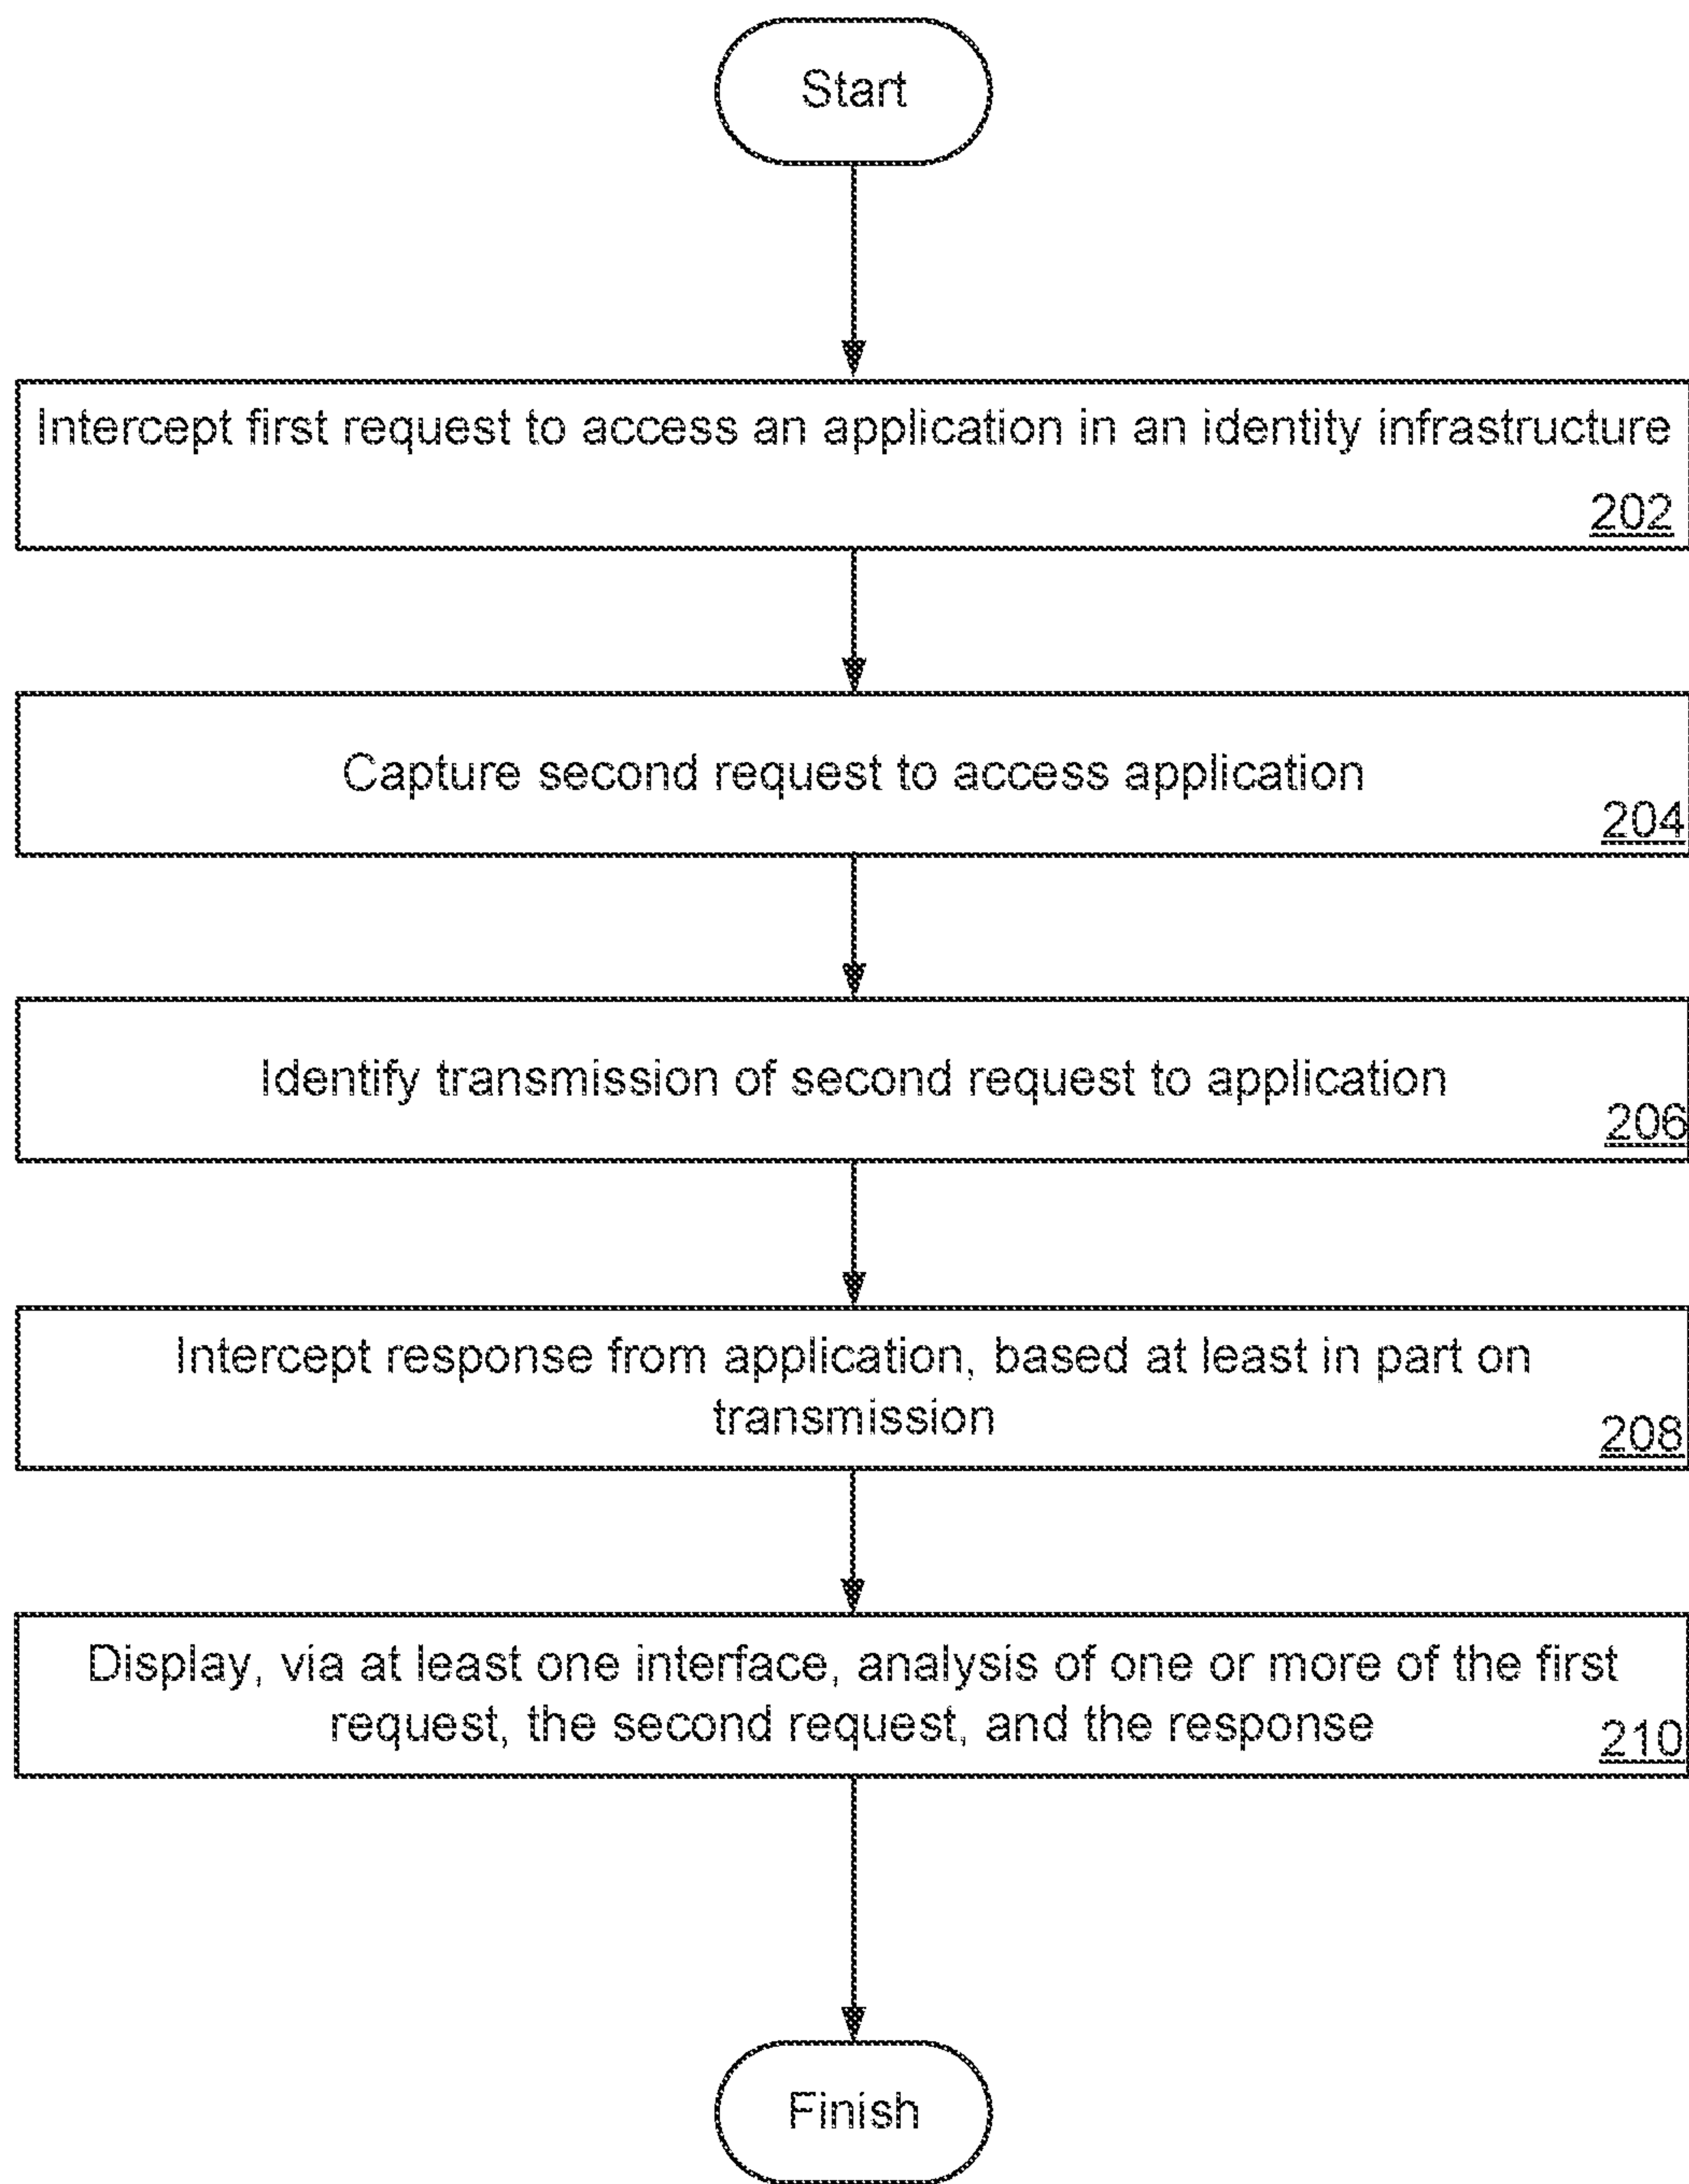 Start
Intercept first request to access an application in an identity infrastructure
202
Capture second request to access application
204
Identify transmission of second request to application
206
Intercept response from application, based at least in part on
transmission
208
Display, via at least one interface, analysis of one or more of the first
request, the second request, and the response
210
Finish